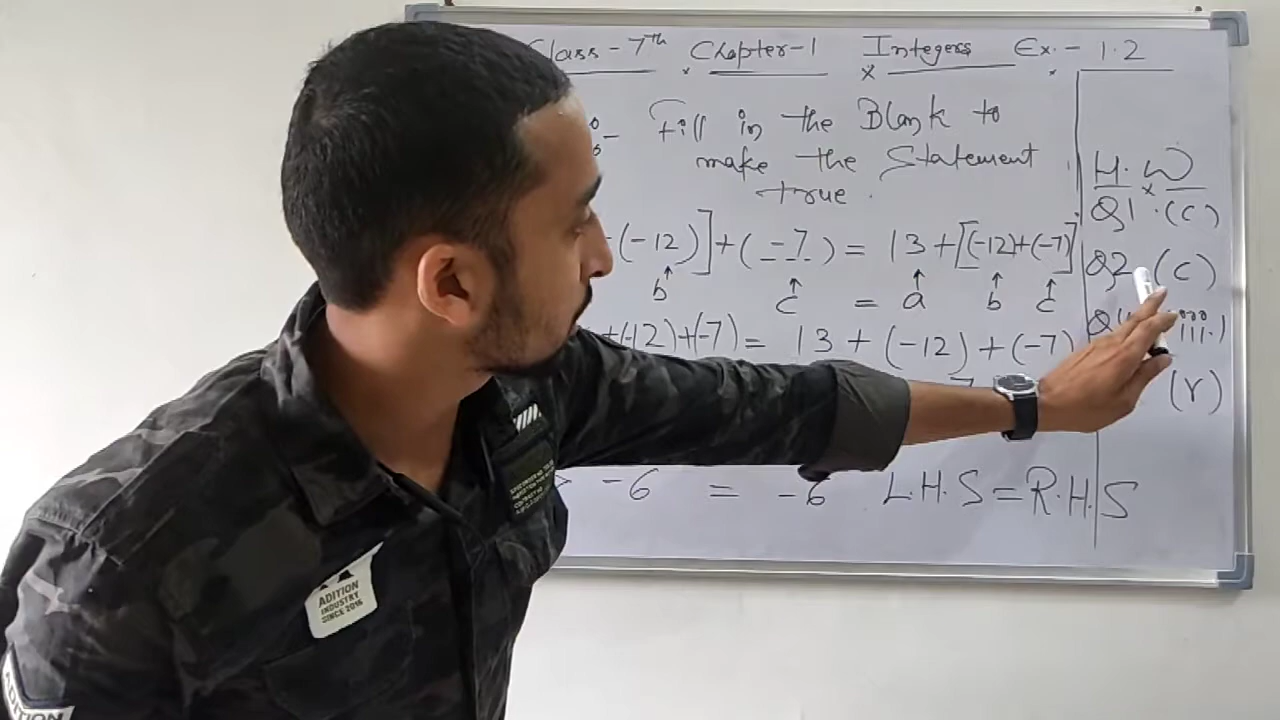 Class - 7th Chapter - 1 Integers Ex. - 1.2
Fill in the Blank to
make the Statement
true.
(-12)] + (-7) = 13 + [(-12)+(-7)]
b c = a b c
+(-12)+(-7) = 13 + (-12) + (-7)
-6 = -6 L.H.S = R.H.S
H.W
Q1.(c)
Q2.(c)
(r)
ADITION
INDUSTRY
SINCE 2016
ADITION